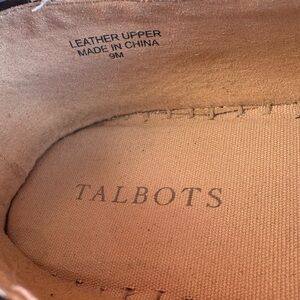 LEATHER UPPER
MADE IN CHINA
9M
TALBOTS